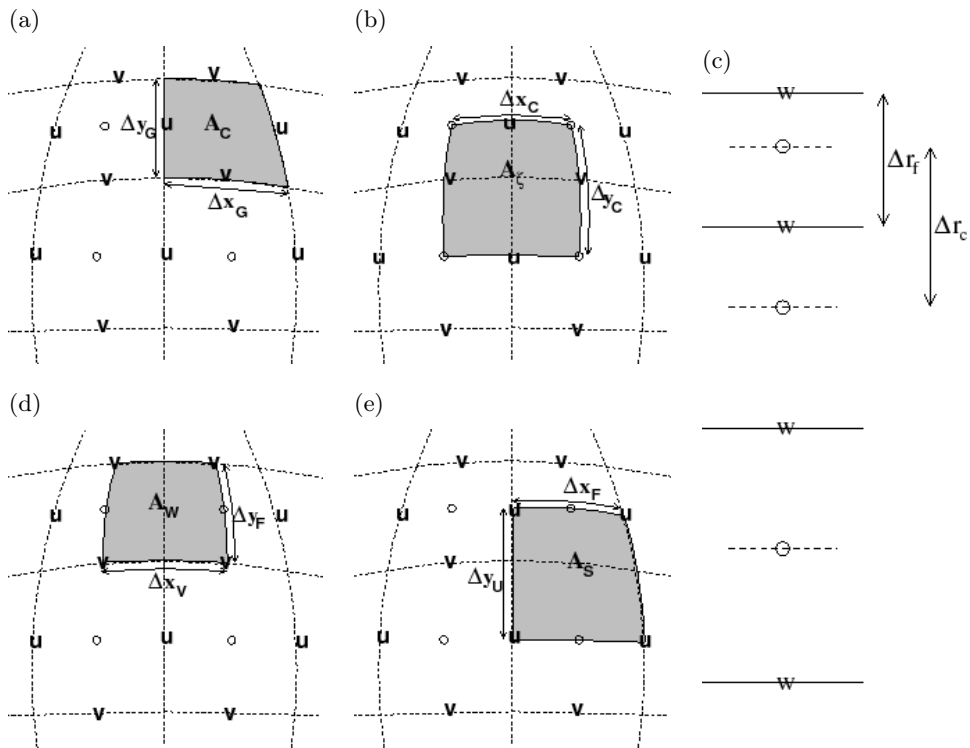 (a)
(b)
(c)
v v
Δy_G u u A_C u
v v
Δx_G
u u u
v v
v v
Δx_C
u u u
v A_ζ v Δy_C
u u u
v v
w
Δr_f
w
Δr_c
w
w
(d)
(e)
v v
u A_W Δy_F u
v v
Δx_V
u u u
v v
v v
Δx_F
u u u
v Δy_U A_S
u u u
v v